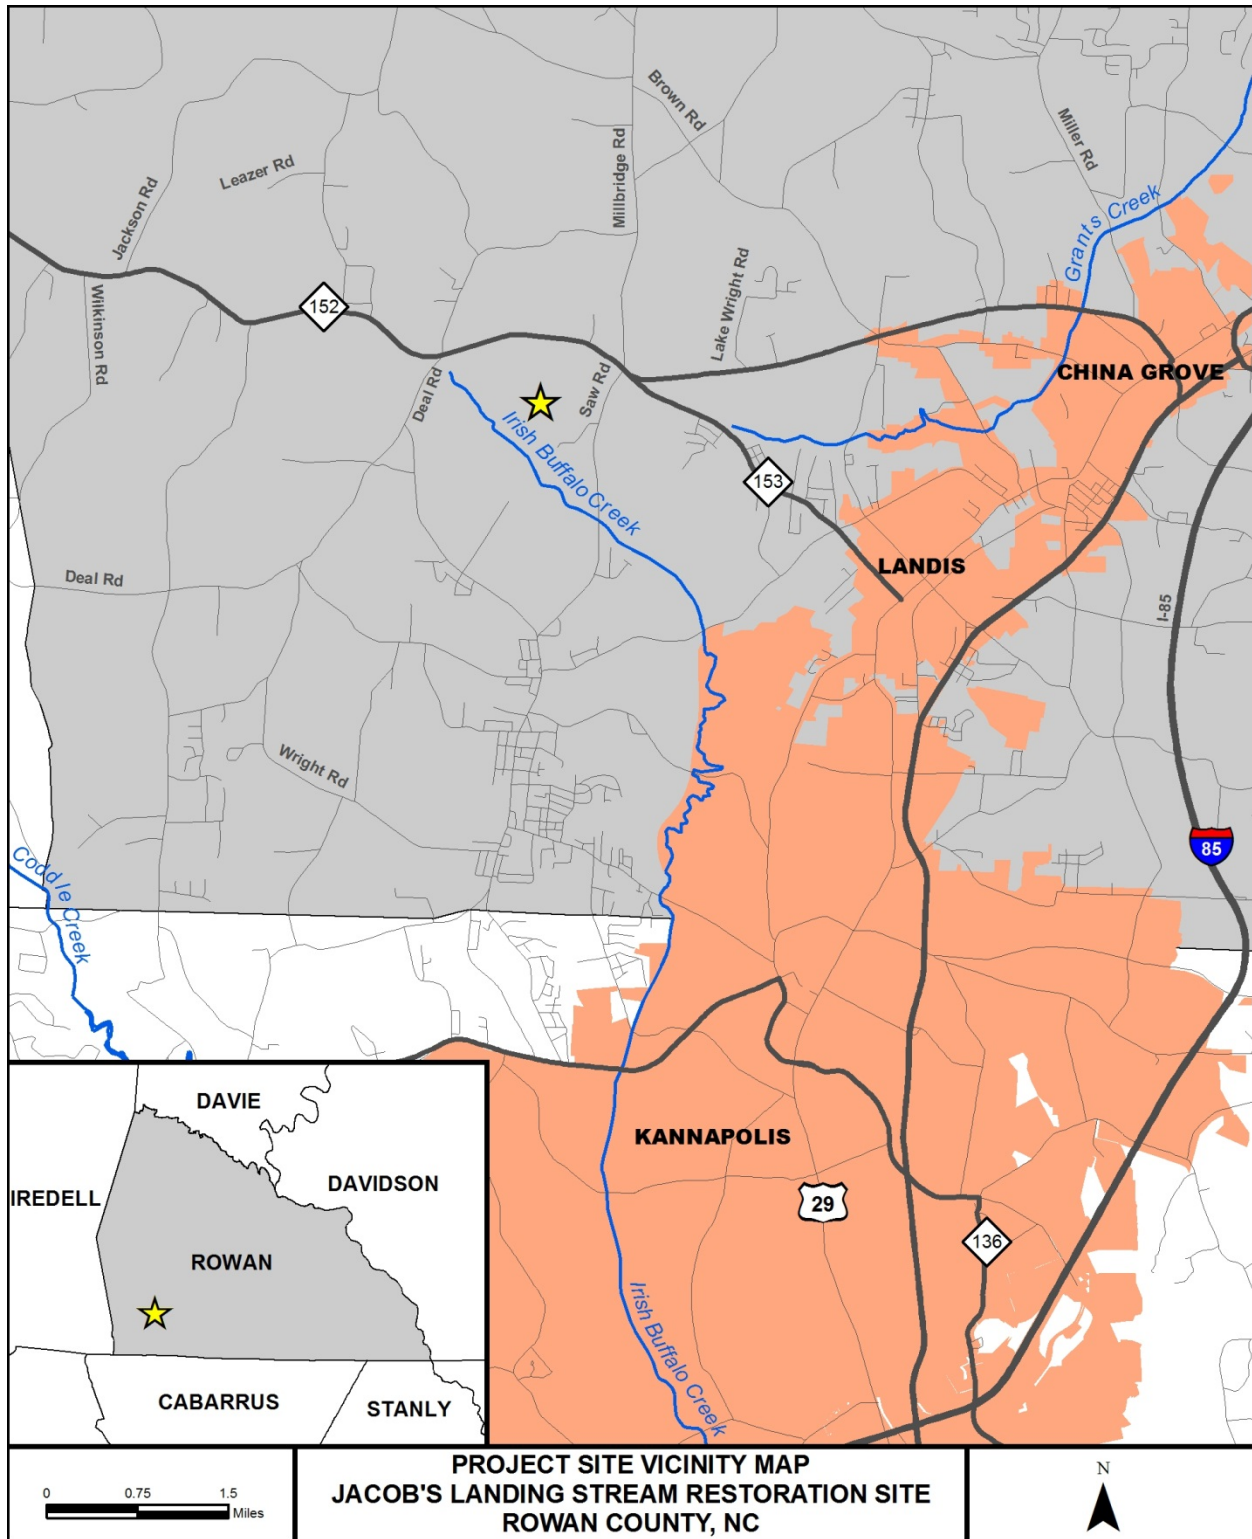 Brown Rd
Miller Rd
Millbridge Rd
Leazer Rd
Jackson Rd
Grants Creek
Wilkinson Rd
152
Lake Wright Rd
CHINA GROVE
Deal Rd
Saw Rd
Irish Buffalo Creek
153
LANDIS
Deal Rd
I-85
Wright Rd
85
Coddle Creek
KANNAPOLIS
29
136
Irish Buffalo Creek
DAVIE
IREDELL
DAVIDSON
ROWAN
CABARRUS
STANLY
0 0.75 1.5
Miles
PROJECT SITE VICINITY MAP
JACOB'S LANDING STREAM RESTORATION SITE
ROWAN COUNTY, NC
N